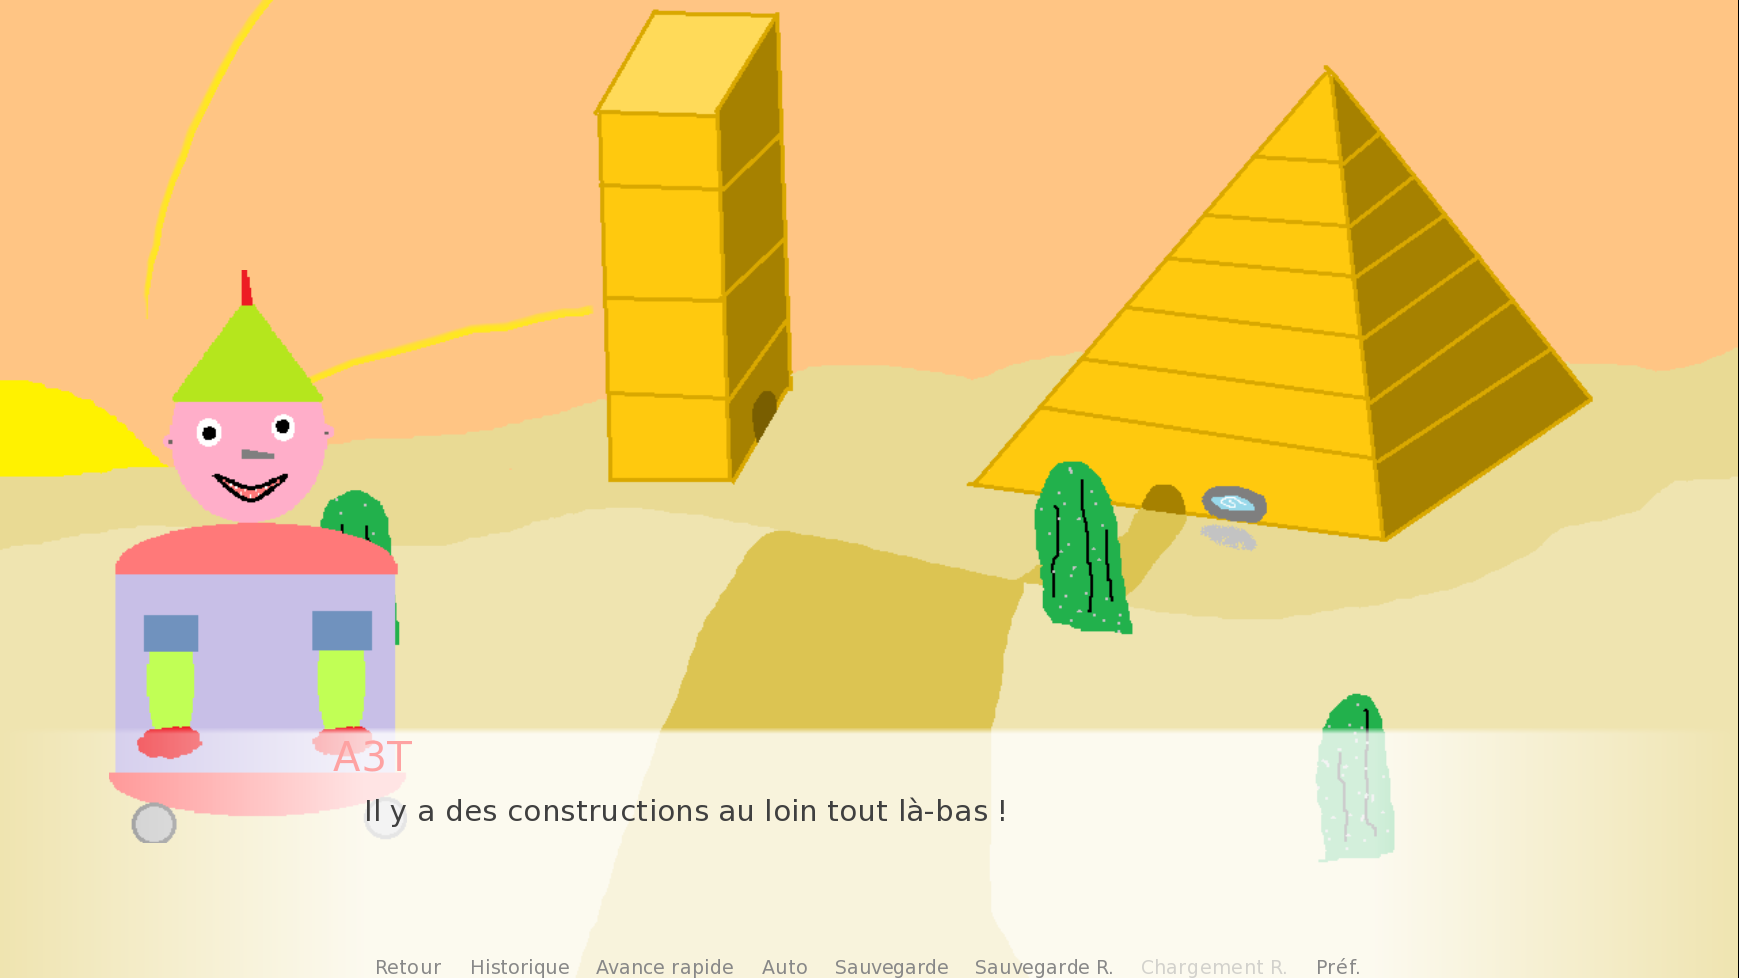 A3T
Il y a des constructions au loin tout là-bas !
Retour Historique Avance rapide Auto Sauvegarde Sauvegarde R. Chargement R. Préf.